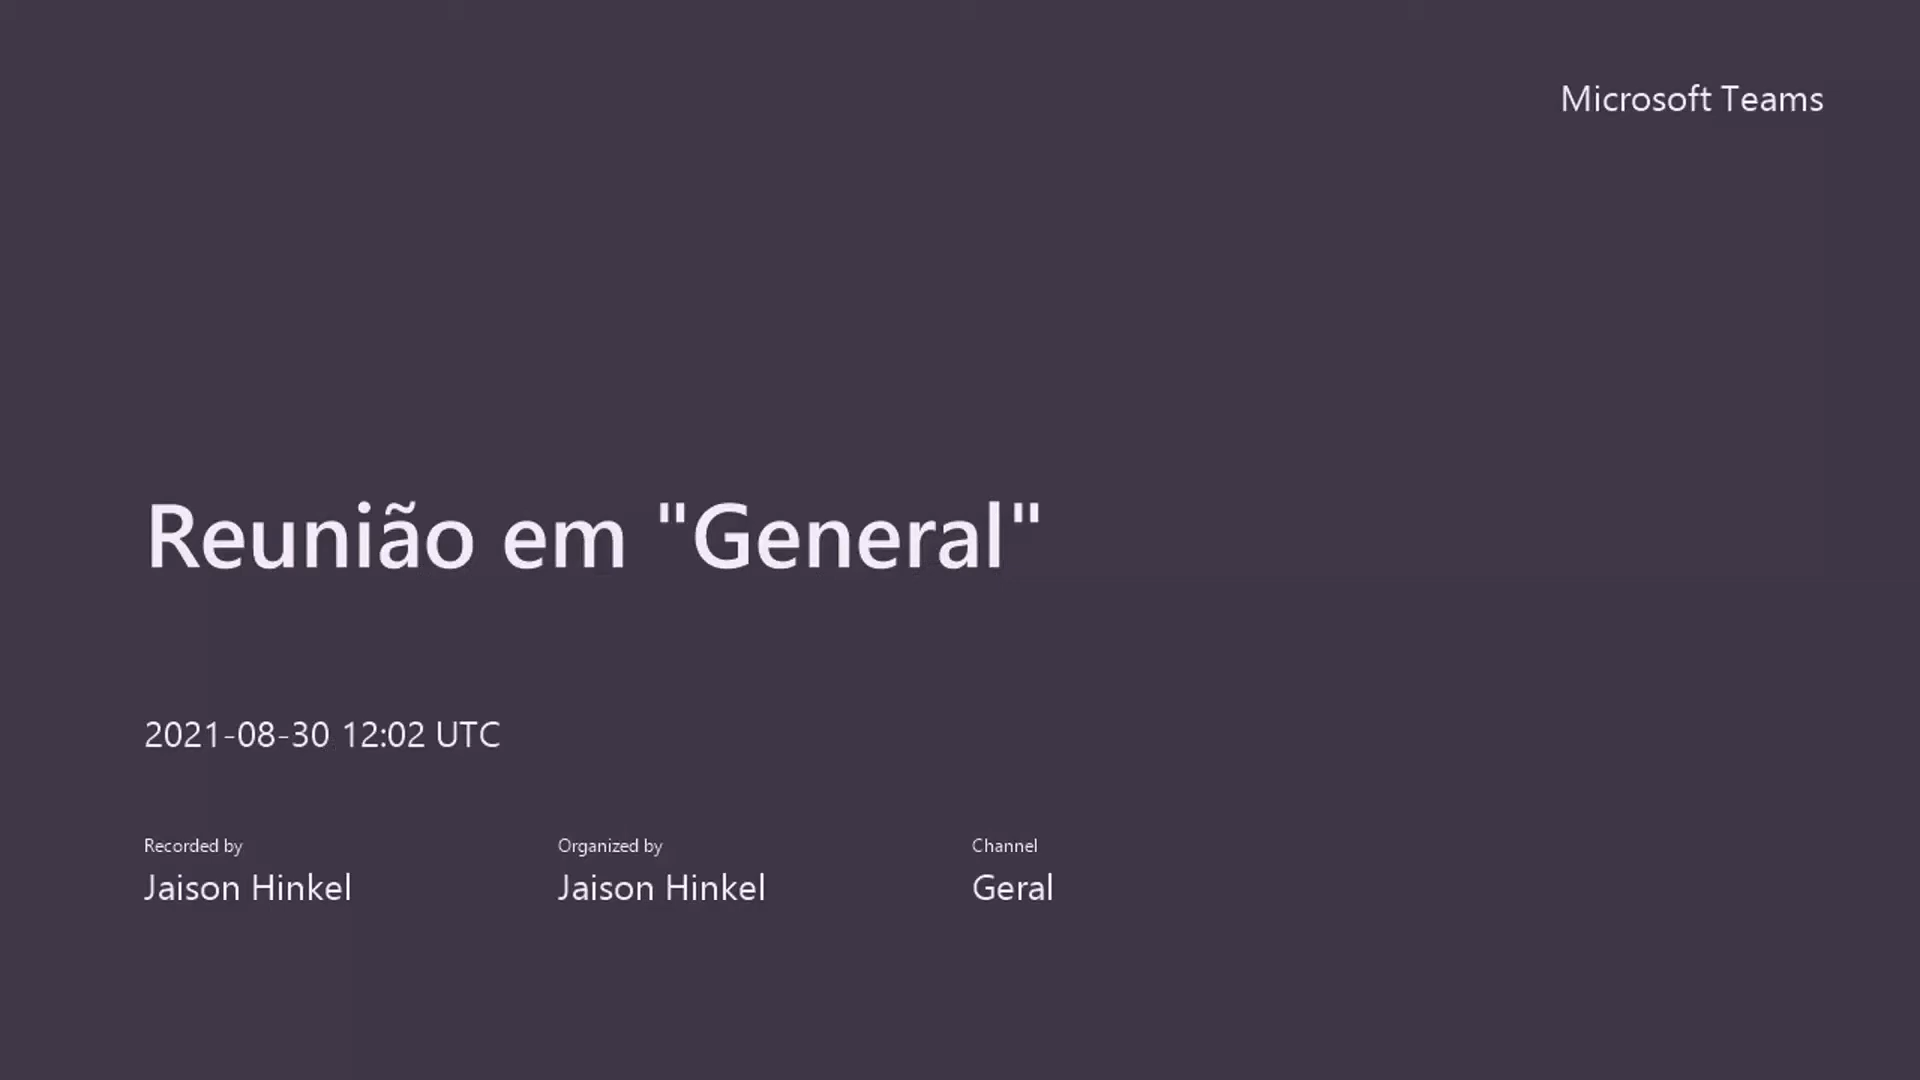 Microsoft Teams
Reunião em "General"
2021-08-30 12:02 UTC
Recorded by
Jaison Hinkel
Organized by
Jaison Hinkel
Channel
Geral